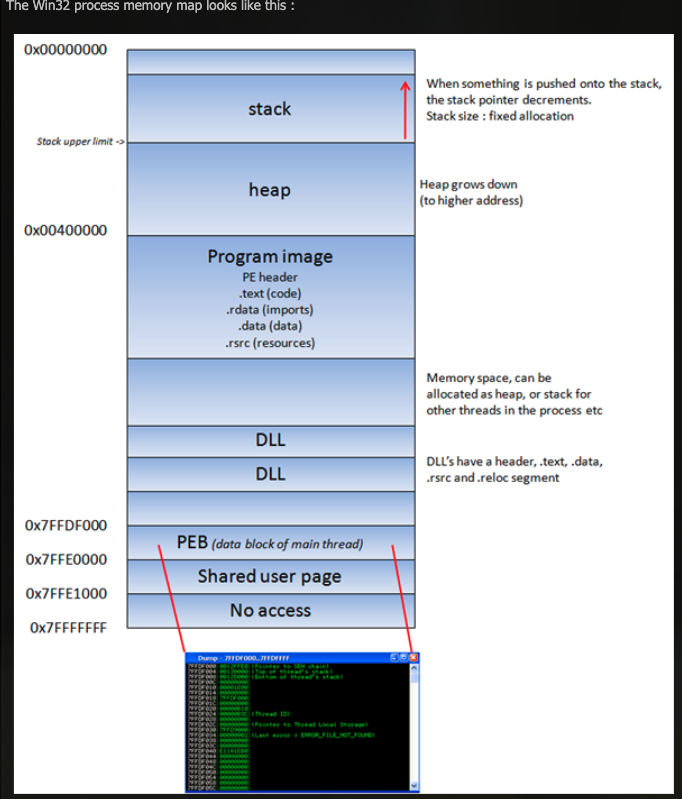 The Win32 process memory map looks like this :
0x00000000
stack
When something is pushed onto the stack,
the stack pointer decrements.
Stack size : fixed allocation
Stack upper limit ->
heap
Heap grows down
(to higher address)
0x00400000
Program image
PE header
.text (code)
.rdata (imports)
.data (data)
.rsrc (resources)
Memory space, can be
allocated as heap, or stack for
other threads in the process etc
DLL
DLL
DLL's have a header, .text, .data,
.rsrc and .reloc segment
0x7FFDF000
PEB (data block of main thread)
0x7FFE0000
Shared user page
0x7FFE1000
No access
0x7FFFFFFF
Dump - 7FFDF000..7FFDFFFF
7FFDF000 (Pointer to SEH chain)
7FFDF004 (Top of thread's stack)
7FFDF008 (Bottom of thread's stack)
(Thread ID)
(Pointer to Thread Local Storage)
(Last error = ERROR_FILE_NOT_FOUND)